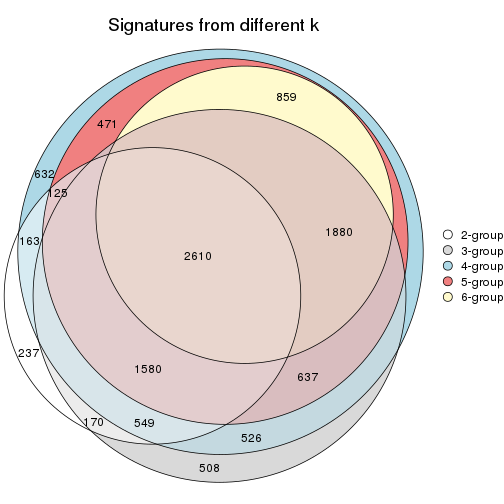 Signatures from different k
859
471
632
125
163
1880
2610
237
1580
637
170
549
526
508
2-group
3-group
4-group
5-group
6-group